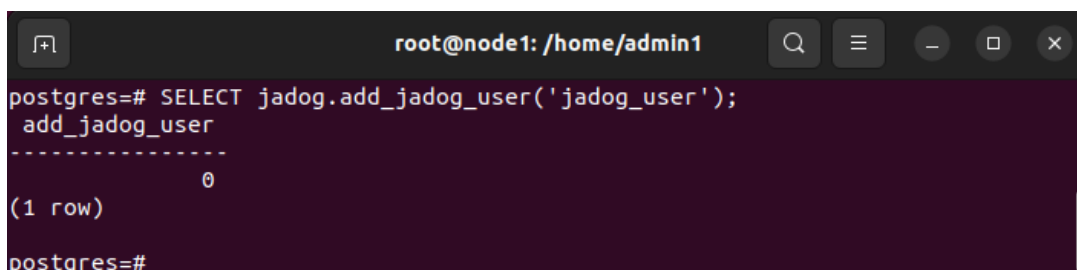 root@node1: /home/admin1
postgres=# SELECT jadog.add_jadog_user('jadog_user');
 add_jadog_user
----------------
              0
(1 row)

postgres=#